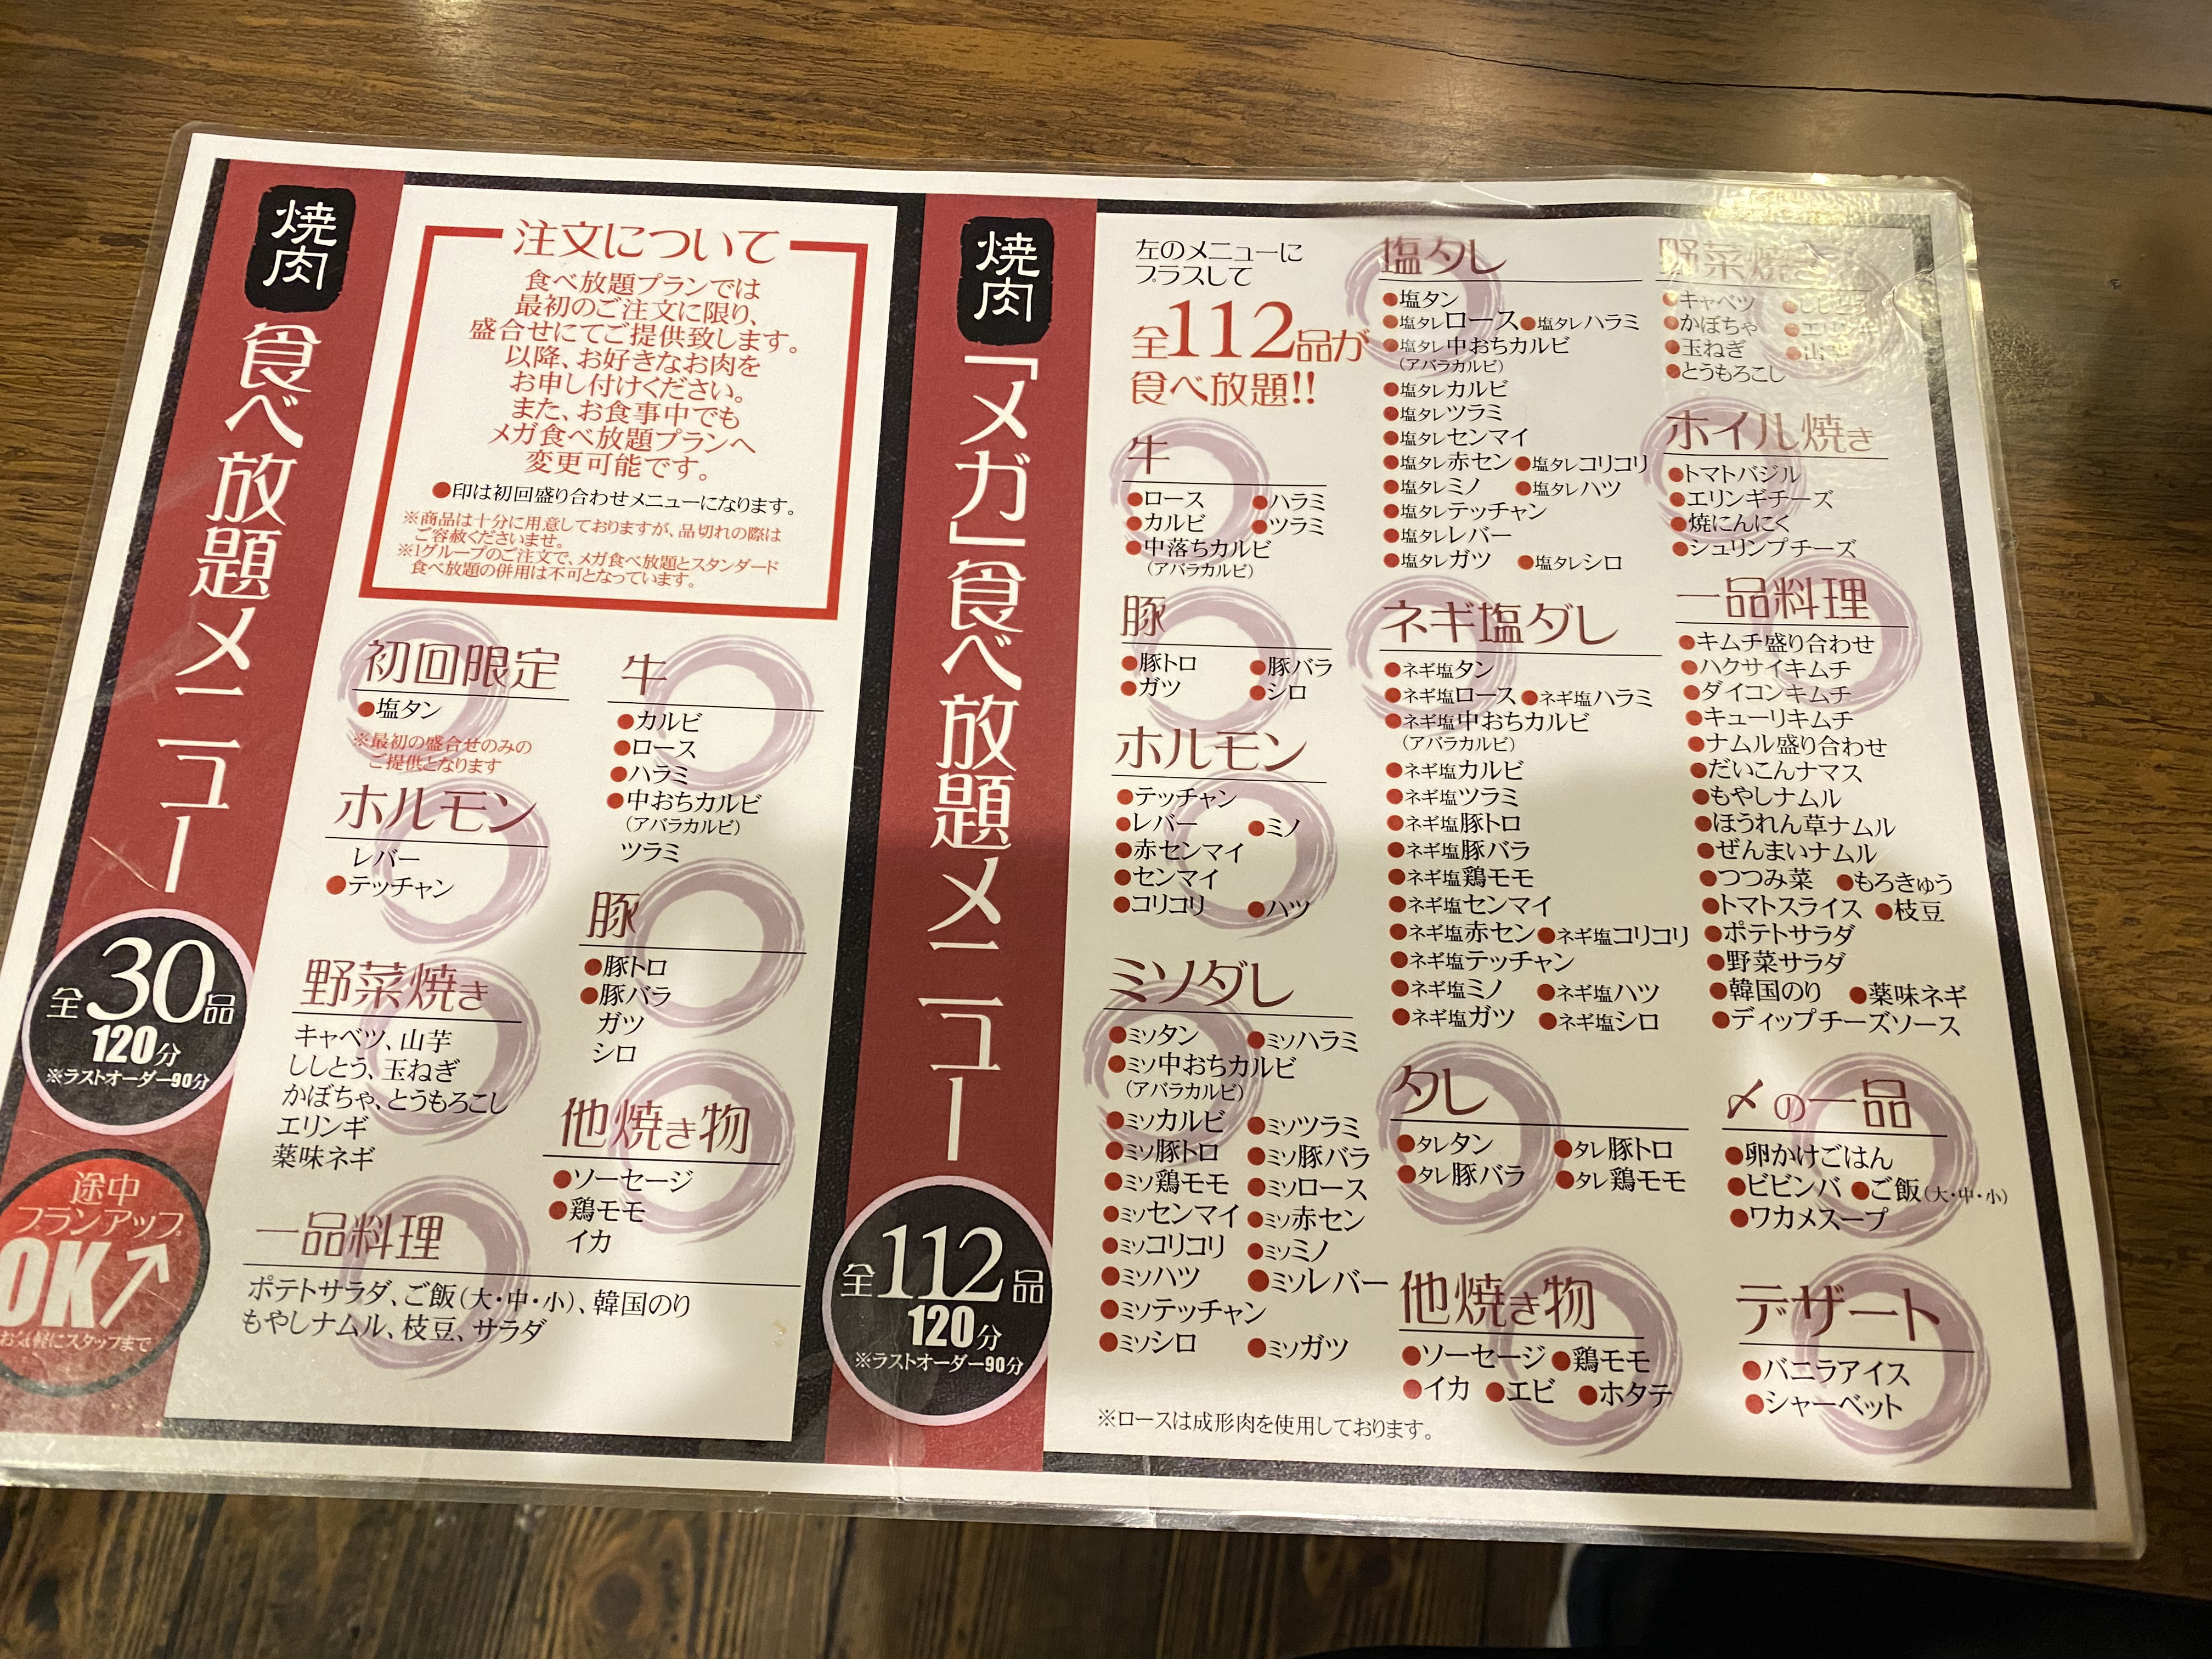 焼肉
食べ放題メニュー
全30品
120分
※ラストオーダー90分
途中
プランアップ
OK
お気軽にスタッフまで
注文について
食べ放題プランでは
最初のご注文に限り、
盛合せにてご提供致します。
以降、お好きなお肉を
お申し付けください。
また、お食事中でも
メガ食べ放題プランへ
変更可能です。
●印は初回盛り合わせメニューになります。
※商品は十分に用意しておりますが、品切れの際は
ご容赦くださいませ。
※1グループのご注文で、メガ食べ放題とスタンダード
食べ放題の併用は不可となっています。
初回限定
●塩タン
※最初の盛合せのみの
ご提供となります
ホルモン
レバー
●テッチャン
野菜焼き
キャベツ、山芋
ししとう、玉ねぎ
かぼちゃ、とうもろこし
エリンギ
薬味ネギ
牛
●カルビ
●ロース
●ハラミ
●中おちカルビ
(アバラカルビ)
ツラミ
豚
●豚トロ
●豚バラ
ガツ
シロ
他焼き物
●ソーセージ
●鶏モモ
イカ
一品料理
ポテトサラダ、ご飯(大・中・小)、韓国のり
もやしナムル、枝豆、サラダ
焼肉
「メガ」食べ放題メニュー
全112品
120分
※ラストオーダー90分
左のメニューに
プラスして
全112品が
食べ放題!!
牛
●ロース ●ハラミ
●カルビ ●ツラミ
●中落ちカルビ
(アバラカルビ)
豚
●豚トロ ●豚バラ
●ガツ ●シロ
ホルモン
●テッチャン
●レバー ●ミノ
●赤センマイ
●センマイ
●コリコリ ●ハツ
ミソダレ
●ミソタン ●ミソハラミ
●ミソ中おちカルビ
(アバラカルビ)
●ミソカルビ ●ミソツラミ
●ミソ豚トロ ●ミソ豚バラ
●ミソ鶏モモ ●ミソロース
●ミソセンマイ ●ミソ赤セン
●ミソコリコリ ●ミソミノ
●ミソハツ ●ミソレバー
●ミソテッチャン
●ミソシロ ●ミソガツ
※ロースは成形肉を使用しております。
塩タレ
●塩タン
●塩タレロース ●塩タレハラミ
●塩タレ中おちカルビ
(アバラカルビ)
●塩タレカルビ
●塩タレツラミ
●塩タレセンマイ
●塩タレ赤セン ●塩タレコリコリ
●塩タレミノ ●塩タレハツ
●塩タレテッチャン
●塩タレレバー
●塩タレガツ ●塩タレシロ
ネギ塩ダレ
●ネギ塩タン
●ネギ塩ロース ●ネギ塩ハラミ
●ネギ塩中おちカルビ
(アバラカルビ)
●ネギ塩カルビ
●ネギ塩ツラミ
●ネギ塩豚トロ
●ネギ塩豚バラ
●ネギ塩鶏モモ
●ネギ塩センマイ
●ネギ塩赤セン ●ネギ塩コリコリ
●ネギ塩テッチャン
●ネギ塩ミノ ●ネギ塩ハツ
●ネギ塩ガツ ●ネギ塩シロ
タレ
●タレタン ●タレ豚トロ
●タレ豚バラ ●タレ鶏モモ
他焼き物
●ソーセージ ●鶏モモ
●イカ ●エビ ●ホタテ
野菜焼き
●キャベツ
●かぼちゃ
●玉ねぎ
●とうもろこし
ホイル焼き
●トマトバジル
●エリンギチーズ
●焼にんにく
●シュリンプチーズ
一品料理
●キムチ盛り合わせ
●ハクサイキムチ
●ダイコンキムチ
●キューリキムチ
●ナムル盛り合わせ
●だいこんナマス
●もやしナムル
●ほうれん草ナムル
●ぜんまいナムル
●つつみ菜 ●もろきゅう
●トマトスライス ●枝豆
●ポテトサラダ
●野菜サラダ
●韓国のり ●薬味ネギ
●ディップチーズソース
〆の一品
●卵かけごはん
●ビビンバ ●ご飯(大・中・小)
●ワカメスープ
デザート
●バニラアイス
●シャーベット